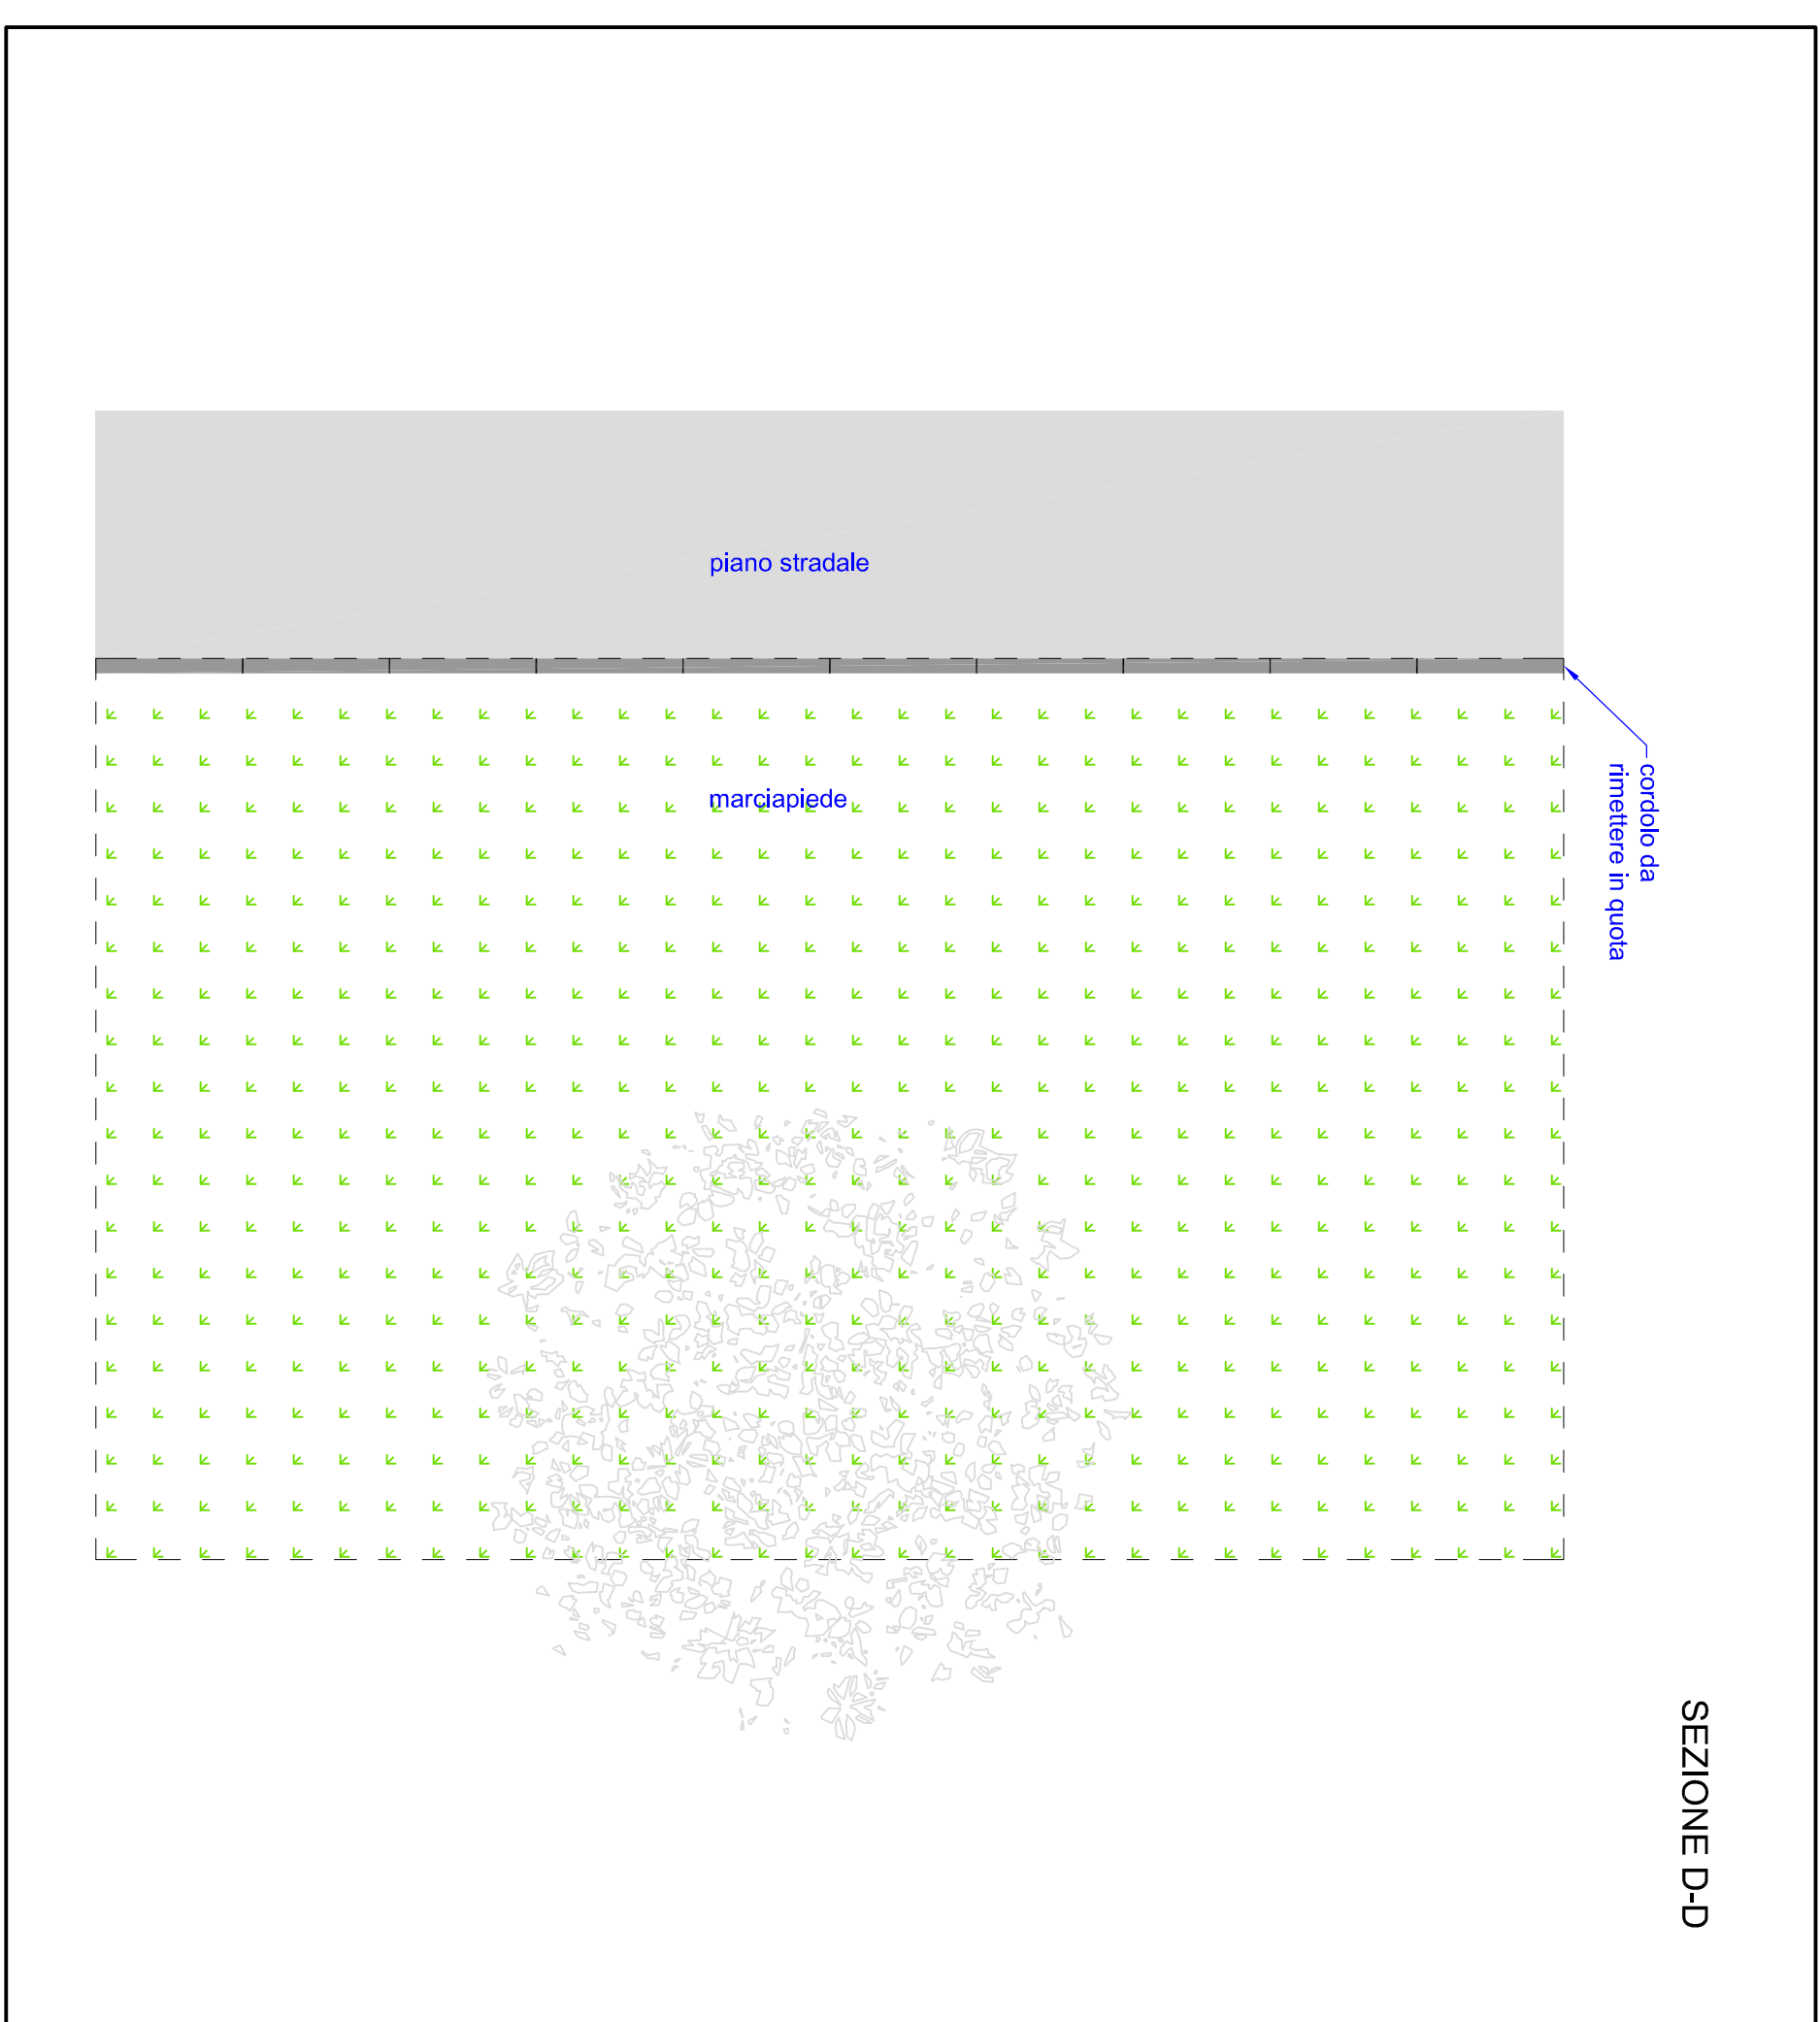 piano stradale
marciapiede
cordolo da
rimettere in quota
SEZIONE D-D